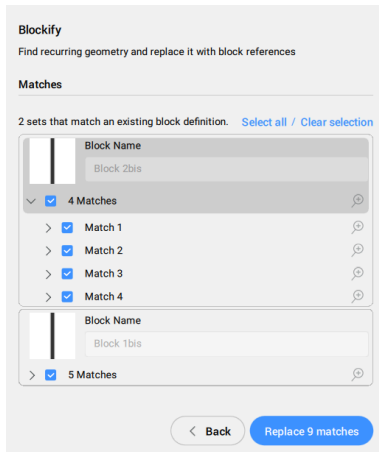 Blockify
Find recurring geometry and replace it with block references
Matches
2 sets that match an existing block definition. Select all / Clear selection
Block Name
Block 2bis
4 Matches
Match 1
Match 2
Match 3
Match 4
Block Name
Block 1bis
5 Matches
Back Replace 9 matches